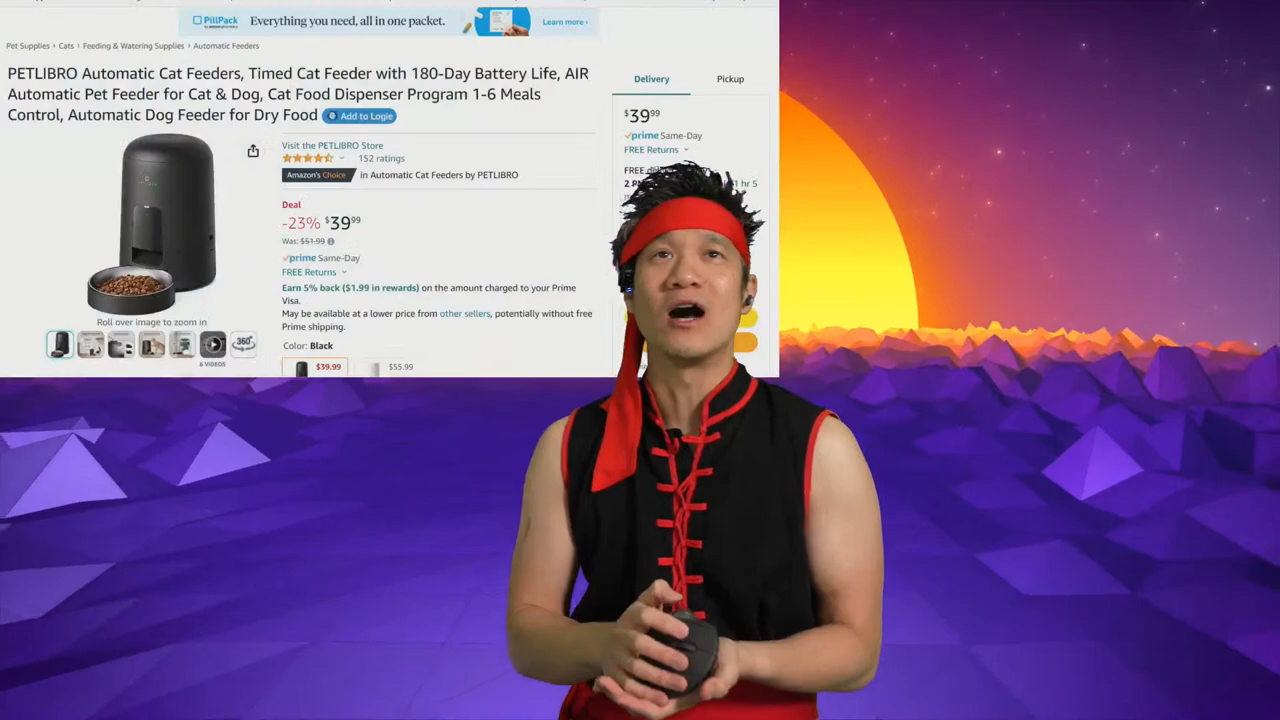 PillPack
Everything you need, all in one packet.
Learn more ›
Pet Supplies › Cats › Feeding & Watering Supplies › Automatic Feeders
PETLIBRO Automatic Cat Feeders, Timed Cat Feeder with 180-Day Battery Life, AIR
Automatic Pet Feeder for Cat & Dog, Cat Food Dispenser Program 1-6 Meals
Control, Automatic Dog Feeder for Dry Food
Add to Logie
Visit the PETLIBRO Store
152 ratings
Amazon's Choice in Automatic Cat Feeders by PETLIBRO
Deal
-23% $39 99
Was: $51.99
prime Same-Day
FREE Returns
Earn 5% back ($1.99 in rewards) on the amount charged to your Prime
Visa.
May be available at a lower price from other sellers, potentially without free
Prime shipping.
Color: Black
$39.99
$55.99
Roll over image to zoom in
360°
6 VIDEOS
Delivery
Pickup
$39 99
prime Same-Day
FREE Returns
FREE
hr 5